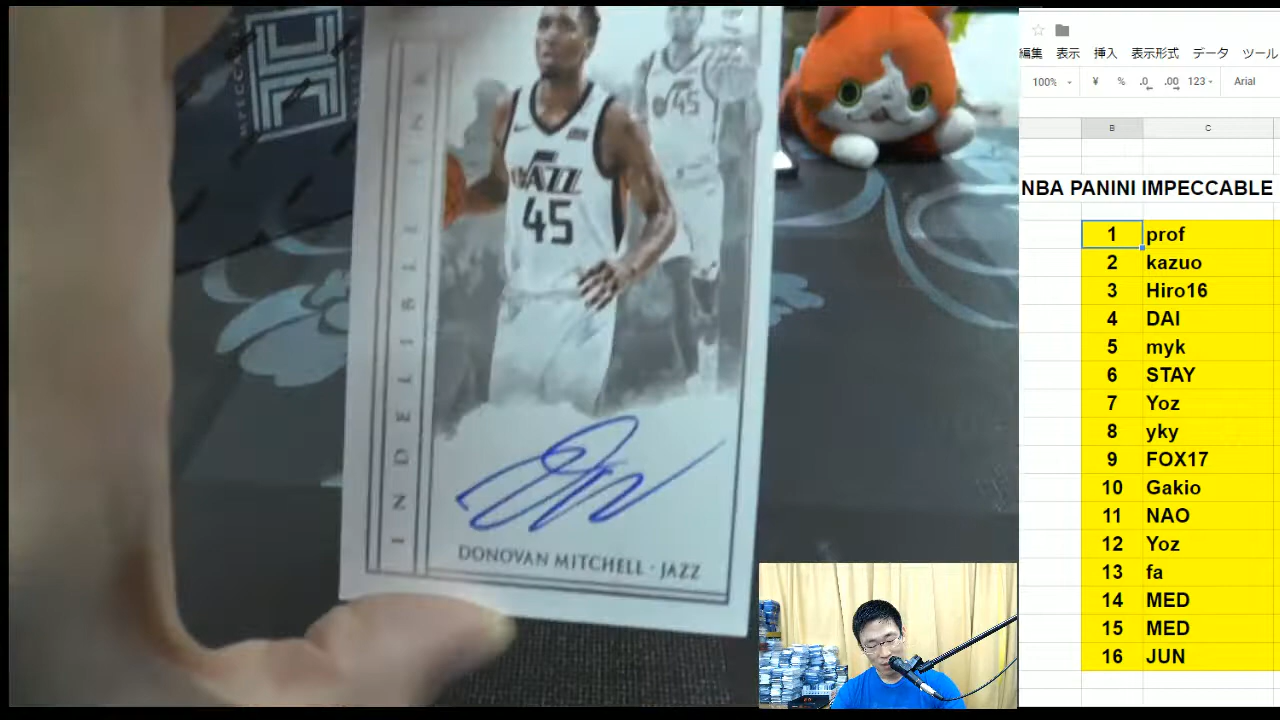 IMPECCABLE
INDELIBLE INK
45
JAZZ
45
DONOVAN MITCHELL · JAZZ
編集 表示 挿入 表示形式 データ ツール
100% ¥ % .0 .00 123 Arial
B C
NBA PANINI IMPECCABLE
1 prof
2 kazuo
3 Hiro16
4 DAI
5 myk
6 STAY
7 Yoz
8 yky
9 FOX17
10 Gakio
11 NAO
12 Yoz
13 fa
14 MED
15 MED
16 JUN